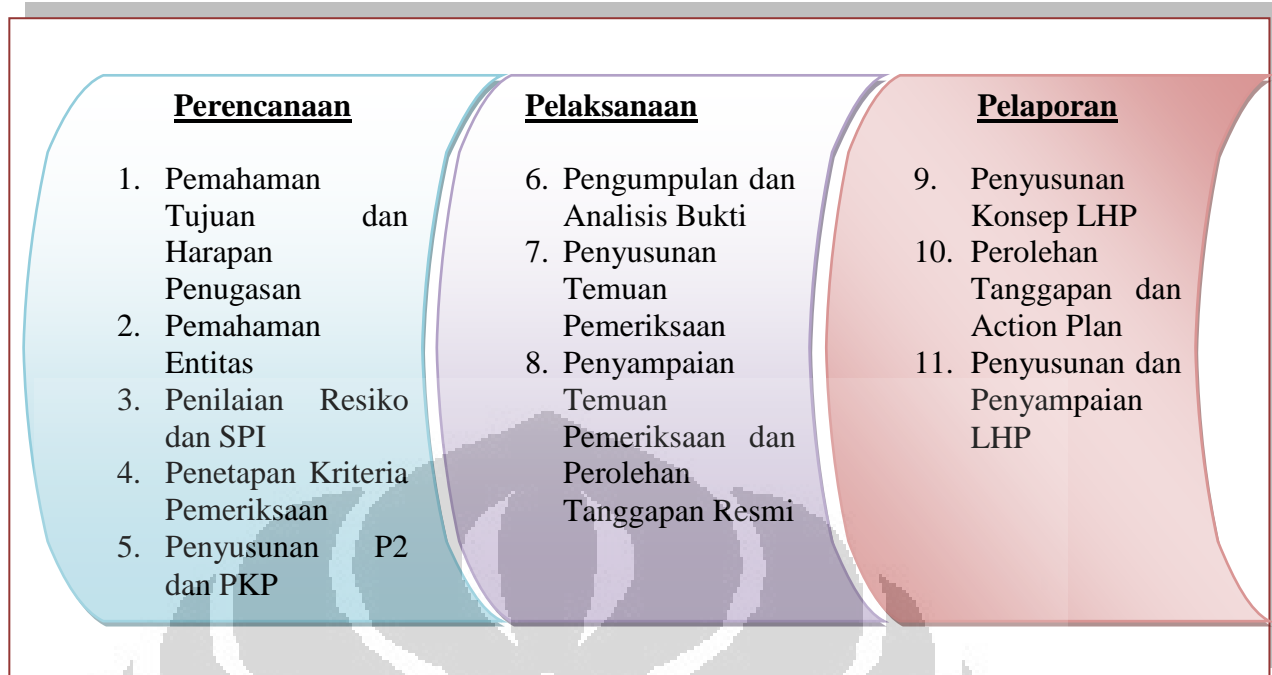 Perencanaan
1. Pemahaman
Tujuan dan
Harapan
Penugasan
2. Pemahaman
Entitas
3. Penilaian Resiko
dan SPI
4. Penetapan Kriteria
Pemeriksaan
5. Penyusunan P2
dan PKP
Pelaksanaan
6. Pengumpulan dan
Analisis Bukti
7. Penyusunan
Temuan
Pemeriksaan
8. Penyampaian
Temuan
Pemeriksaan dan
Perolehan
Tanggapan Resmi
Pelaporan
9. Penyusunan
Konsep LHP
10. Perolehan
Tanggapan dan
Action Plan
11. Penyusunan dan
Penyampaian
LHP